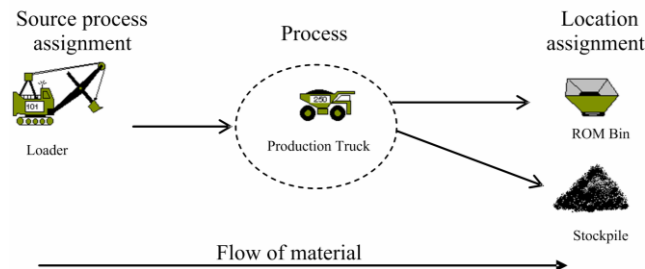 Source process
assignment
Process
Location
assignment
101
Loader
250
Production Truck
ROM Bin
Stockpile
Flow of material